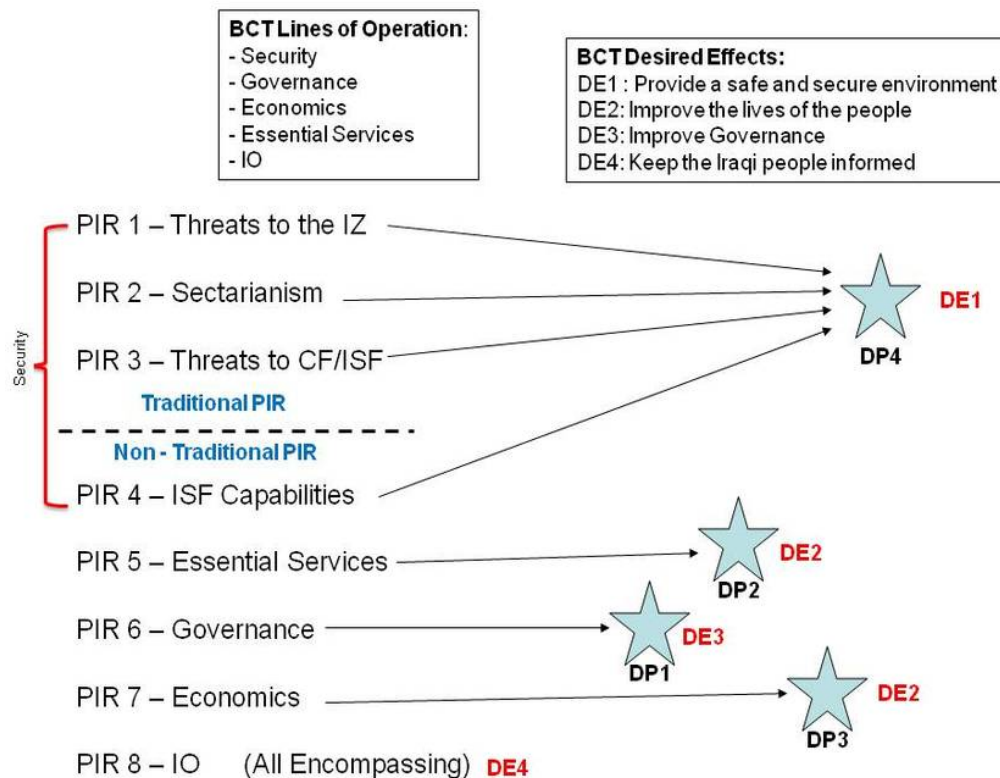 BCT Lines of Operation:
- Security
- Governance
- Economics
- Essential Services
- IO
BCT Desired Effects:
DE1 : Provide a safe and secure environment
DE2: Improve the lives of the people
DE3: Improve Governance
DE4: Keep the Iraqi people informed
Security
PIR 1 – Threats to the IZ
PIR 2 – Sectarianism
DE1
PIR 3 – Threats to CF/ISF
DP4
Traditional PIR
Non - Traditional PIR
PIR 4 – ISF Capabilities
PIR 5 – Essential Services
DE2
DP2
PIR 6 – Governance
DE3
DP1
PIR 7 – Economics
DE2
DP3
PIR 8 – IO (All Encompassing) DE4